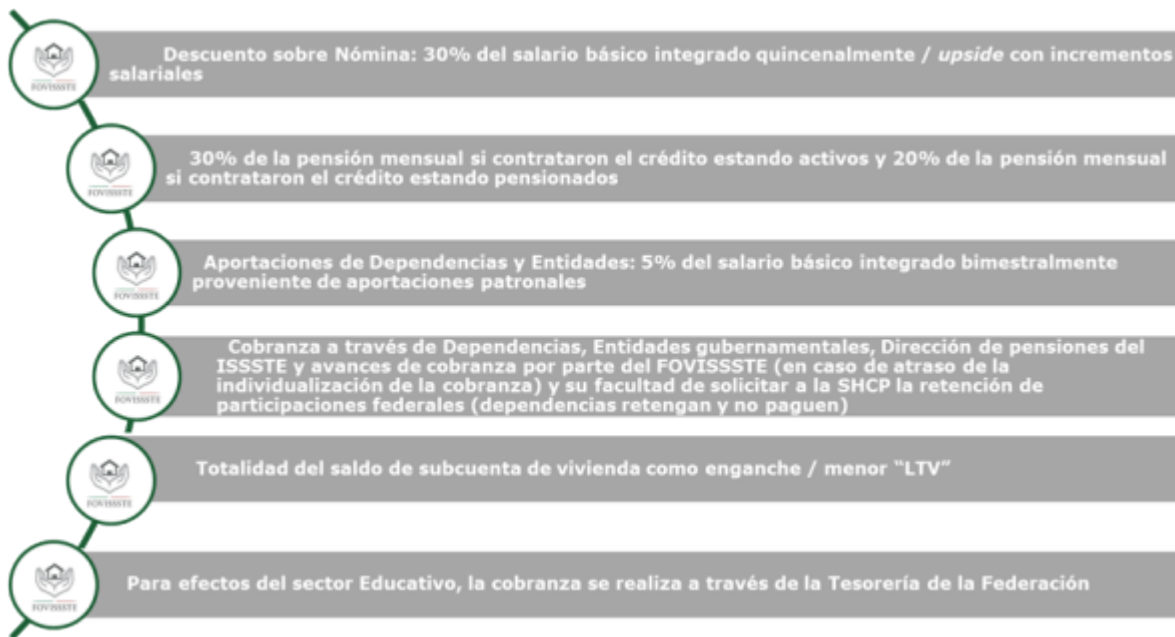 Descuento sobre Nómina: 30% del salario básico integrado quincenalmente / upside con incrementos
salariales
FOVISSSTE
30% de la pensión mensual si contrataron el crédito estando activos y 20% de la pensión mensual
si contrataron el crédito estando pensionados
FOVISSSTE
Aportaciones de Dependencias y Entidades: 5% del salario básico integrado bimestralmente
proveniente de aportaciones patronales
FOVISSSTE
Cobranza a través de Dependencias, Entidades gubernamentales, Dirección de pensiones del
ISSSTE y avances de cobranza por parte del FOVISSSTE (en caso de atraso de la
individualización de la cobranza) y su facultad de solicitar a la SHCP la retención de
participaciones federales (dependencias retengan y no paguen)
FOVISSSTE
Totalidad del saldo de subcuenta de vivienda como enganche / menor “LTV”
FOVISSSTE
Para efectos del sector Educativo, la cobranza se realiza a través de la Tesorería de la Federación
FOVISSSTE